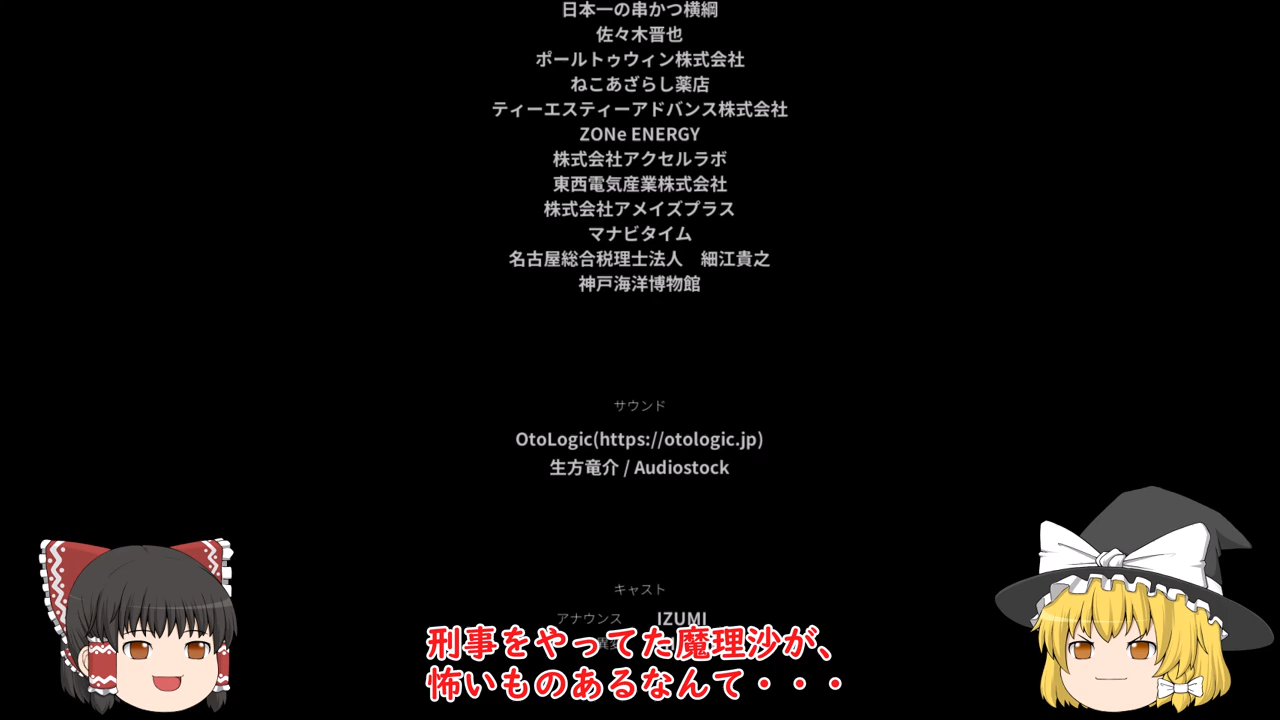 日本一の串かつ横綱
佐々木晋也
ポールトゥウィン株式会社
ねこあざらし薬店
ティーエスティーアドバンス株式会社
ZONe ENERGY
株式会社アクセルラボ
東西電気産業株式会社
株式会社アメイズプラス
マナビタイム
名古屋総合税理士法人　細江貴之
神戸海洋博物館
サウンド
OtoLogic(https://otologic.jp)
生方竜介 / Audiostock
キャスト
アナウンス　IZUMI
刑事をやってた魔理沙が、
怖いものあるなんて・・・